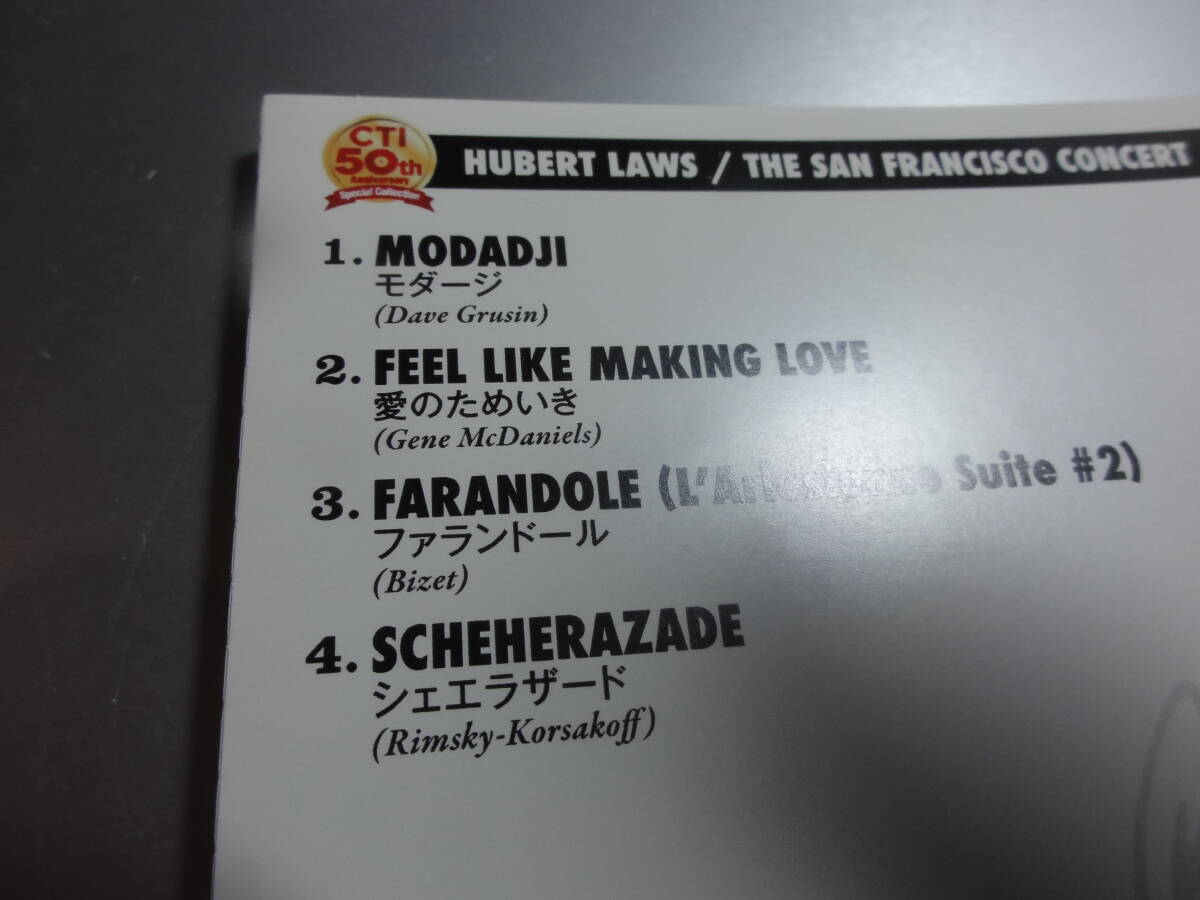 CTI
50th
Anniversary
Special Collection
HUBERT LAWS / THE SAN FRANCISCO CONCERT
1. MODADJI
モダージ
(Dave Grusin)
2. FEEL LIKE MAKING LOVE
愛のためいき
(Gene McDaniels)
3. FARANDOLE (L'Arlesienne Suite #2)
ファランドール
(Bizet)
4. SCHEHERAZADE
シェエラザード
(Rimsky-Korsakoff)